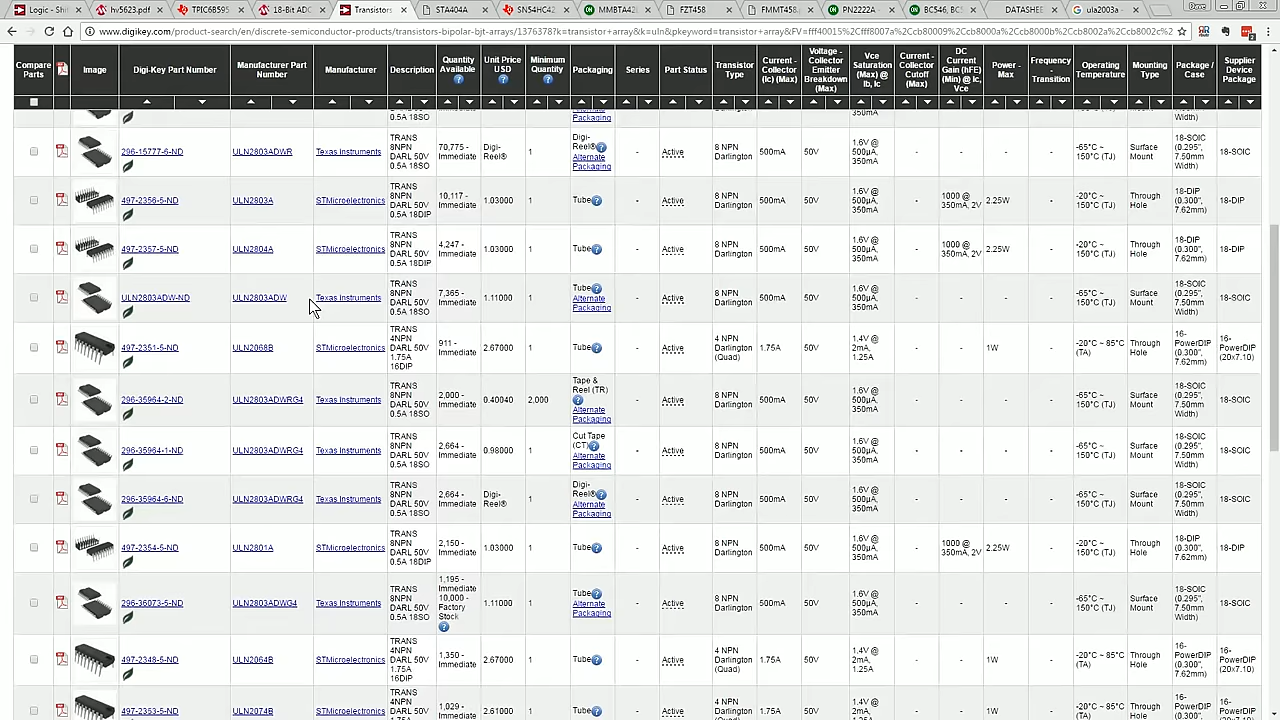 Logic - Shi
hv5623.pdf
TPIC6B595
18-Bit ADC
Transistors
STA404A
SN54HC42
MMBTA42
FZT458
FMMT458.p
PN2222A
BC546, BC5
DATASHEE
uln2003a
Dave
www.digikey.com/product-search/en/discrete-semiconductor-products/transistors-bipolar-bjt-arrays/1376376?k=transistor+array&k=uln&pkeyword=transistor+array&FV=fff40015%2Cfff8007a%2Ccb80009%2Ccb8000a%2Ccb8000b%2Ccb8002a%2Ccb8002c%2
Compare Parts
Image
Digi-Key Part Number
Manufacturer Part Number
Manufacturer
Description
Quantity Available
Unit Price USD
Minimum Quantity
Packaging
Series
Part Status
Transistor Type
Current - Collector (Ic) (Max)
Voltage - Collector Emitter Breakdown (Max)
Vce Saturation (Max) @ Ib, Ic
Current - Collector Cutoff (Max)
DC Current Gain (hFE) (Min) @ Ic, Vce
Power - Max
Frequency - Transition
Operating Temperature
Mounting Type
Package / Case
Supplier Device Package
0.5A 18SO Alternate Packaging 350mA Width)
296-15777-6-ND ULN2803ADWR Texas Instruments TRANS 8NPN DARL 50V 0.5A 18SO 70,775 - Immediate Digi-Reel® 1 Digi-Reel® Alternate Packaging - Active 8 NPN Darlington 500mA 50V 1.6V @ 500µA, 350mA - - - - -65°C ~ 150°C (TJ) Surface Mount 18-SOIC (0.295", 7.50mm Width) 18-SOIC
497-2356-5-ND ULN2803A STMicroelectronics TRANS 8NPN DARL 50V 0.5A 18DIP 10,117 - Immediate 1.03000 1 Tube - Active 8 NPN Darlington 500mA 50V 1.6V @ 500µA, 350mA - 1000 @ 350mA, 2V 2.25W - -20°C ~ 150°C (TJ) Through Hole 18-DIP (0.300", 7.62mm) 18-DIP
497-2357-5-ND ULN2804A STMicroelectronics TRANS 8NPN DARL 50V 0.5A 18DIP 4,247 - Immediate 1.03000 1 Tube - Active 8 NPN Darlington 500mA 50V 1.6V @ 500µA, 350mA - 1000 @ 350mA, 2V 2.25W - -20°C ~ 150°C (TJ) Through Hole 18-DIP (0.300", 7.62mm) 18-DIP
ULN2803ADW-ND ULN2803ADW Texas Instruments TRANS 8NPN DARL 50V 0.5A 18SO 7,365 - Immediate 1.11000 1 Tube Alternate Packaging - Active 8 NPN Darlington 500mA 50V 1.6V @ 500µA, 350mA - - - - -65°C ~ 150°C (TJ) Surface Mount 18-SOIC (0.295", 7.50mm Width) 18-SOIC
497-2351-5-ND ULN2068B STMicroelectronics TRANS 4NPN DARL 50V 1.75A 16DIP 911 - Immediate 2.67000 1 Tube - Active 4 NPN Darlington (Quad) 1.75A 50V 1.4V @ 2mA, 1.25A - - 1W - -20°C ~ 85°C (TA) Through Hole 16-PowerDIP (0.300", 7.62mm) 16-PowerDIP (20x7.10)
296-35964-2-ND ULN2803ADWRG4 Texas Instruments TRANS 8NPN DARL 50V 0.5A 18SO 2,000 - Immediate 0.40040 2,000 Tape & Reel (TR) Alternate Packaging - Active 8 NPN Darlington 500mA 50V 1.6V @ 500µA, 350mA - - - - -65°C ~ 150°C (TJ) Surface Mount 18-SOIC (0.295", 7.50mm Width) 18-SOIC
296-35964-1-ND ULN2803ADWRG4 Texas Instruments TRANS 8NPN DARL 50V 0.5A 18SO 2,664 - Immediate 0.98000 1 Cut Tape (CT) Alternate Packaging - Active 8 NPN Darlington 500mA 50V 1.6V @ 500µA, 350mA - - - - -65°C ~ 150°C (TJ) Surface Mount 18-SOIC (0.295", 7.50mm Width) 18-SOIC
296-35964-6-ND ULN2803ADWRG4 Texas Instruments TRANS 8NPN DARL 50V 0.5A 18SO 2,664 - Immediate Digi-Reel® 1 Digi-Reel® Alternate Packaging - Active 8 NPN Darlington 500mA 50V 1.6V @ 500µA, 350mA - - - - -65°C ~ 150°C (TJ) Surface Mount 18-SOIC (0.295", 7.50mm Width) 18-SOIC
497-2354-5-ND ULN2801A STMicroelectronics TRANS 8NPN DARL 50V 0.5A 18DIP 2,150 - Immediate 1.03000 1 Tube - Active 8 NPN Darlington 500mA 50V 1.6V @ 500µA, 350mA - 1000 @ 350mA, 2V 2.25W - -20°C ~ 150°C (TJ) Through Hole 18-DIP (0.300", 7.62mm) 18-DIP
296-36073-5-ND ULN2803ADWG4 Texas Instruments TRANS 8NPN DARL 50V 0.5A 18SO 1,195 - Immediate 10,000 - Factory Stock 1.11000 1 Tube Alternate Packaging - Active 8 NPN Darlington 500mA 50V 1.6V @ 500µA, 350mA - - - - -65°C ~ 150°C (TJ) Surface Mount 18-SOIC (0.295", 7.50mm Width) 18-SOIC
497-2348-5-ND ULN2064B STMicroelectronics TRANS 4NPN DARL 50V 1.75A 16DIP 1,350 - Immediate 2.67000 1 Tube - Active 4 NPN Darlington (Quad) 1.75A 50V 1.4V @ 2mA, 1.25A - - 1W - -20°C ~ 85°C (TA) Through Hole 16-PowerDIP (0.300", 7.62mm) 16-PowerDIP (20x7.10)
497-2353-5-ND ULN2074B STMicroelectronics TRANS 4NPN DARL 50V 1.75A 1,029 - Immediate 2.61000 1 Tube - Active 4 NPN Darlington 1.75A 50V 1.4V @ 2mA - - 1W - -20°C ~ 85°C Through Hole 16-PowerDIP (0.300", 16-PowerDIP